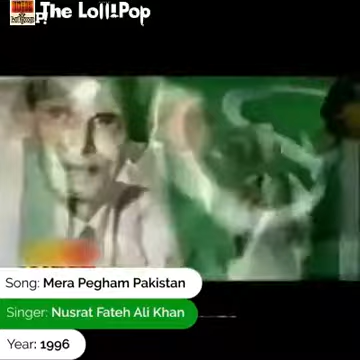 The Lollipop
Song: Mera Pegham Pakistan
Singer: Nusrat Fateh Ali Khan
Year: 1996